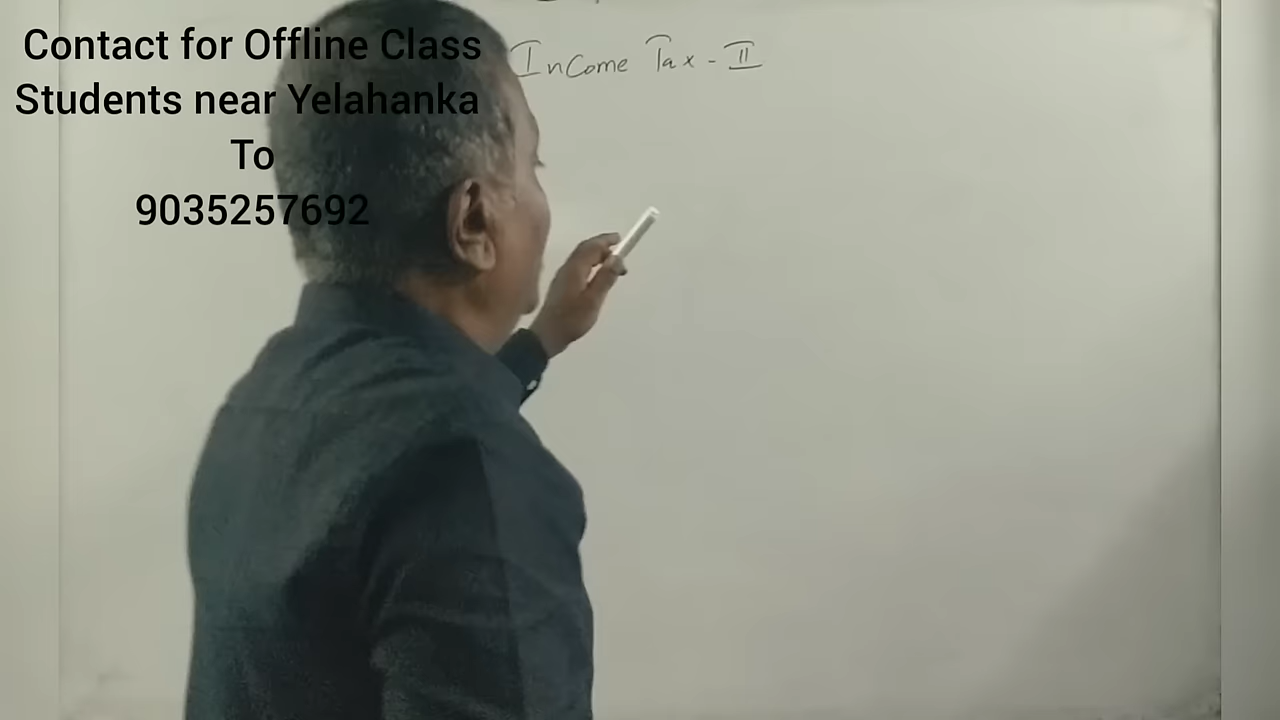 Contact for Offline Class
Students near Yelahanka
To
9035257692
Income Tax - II